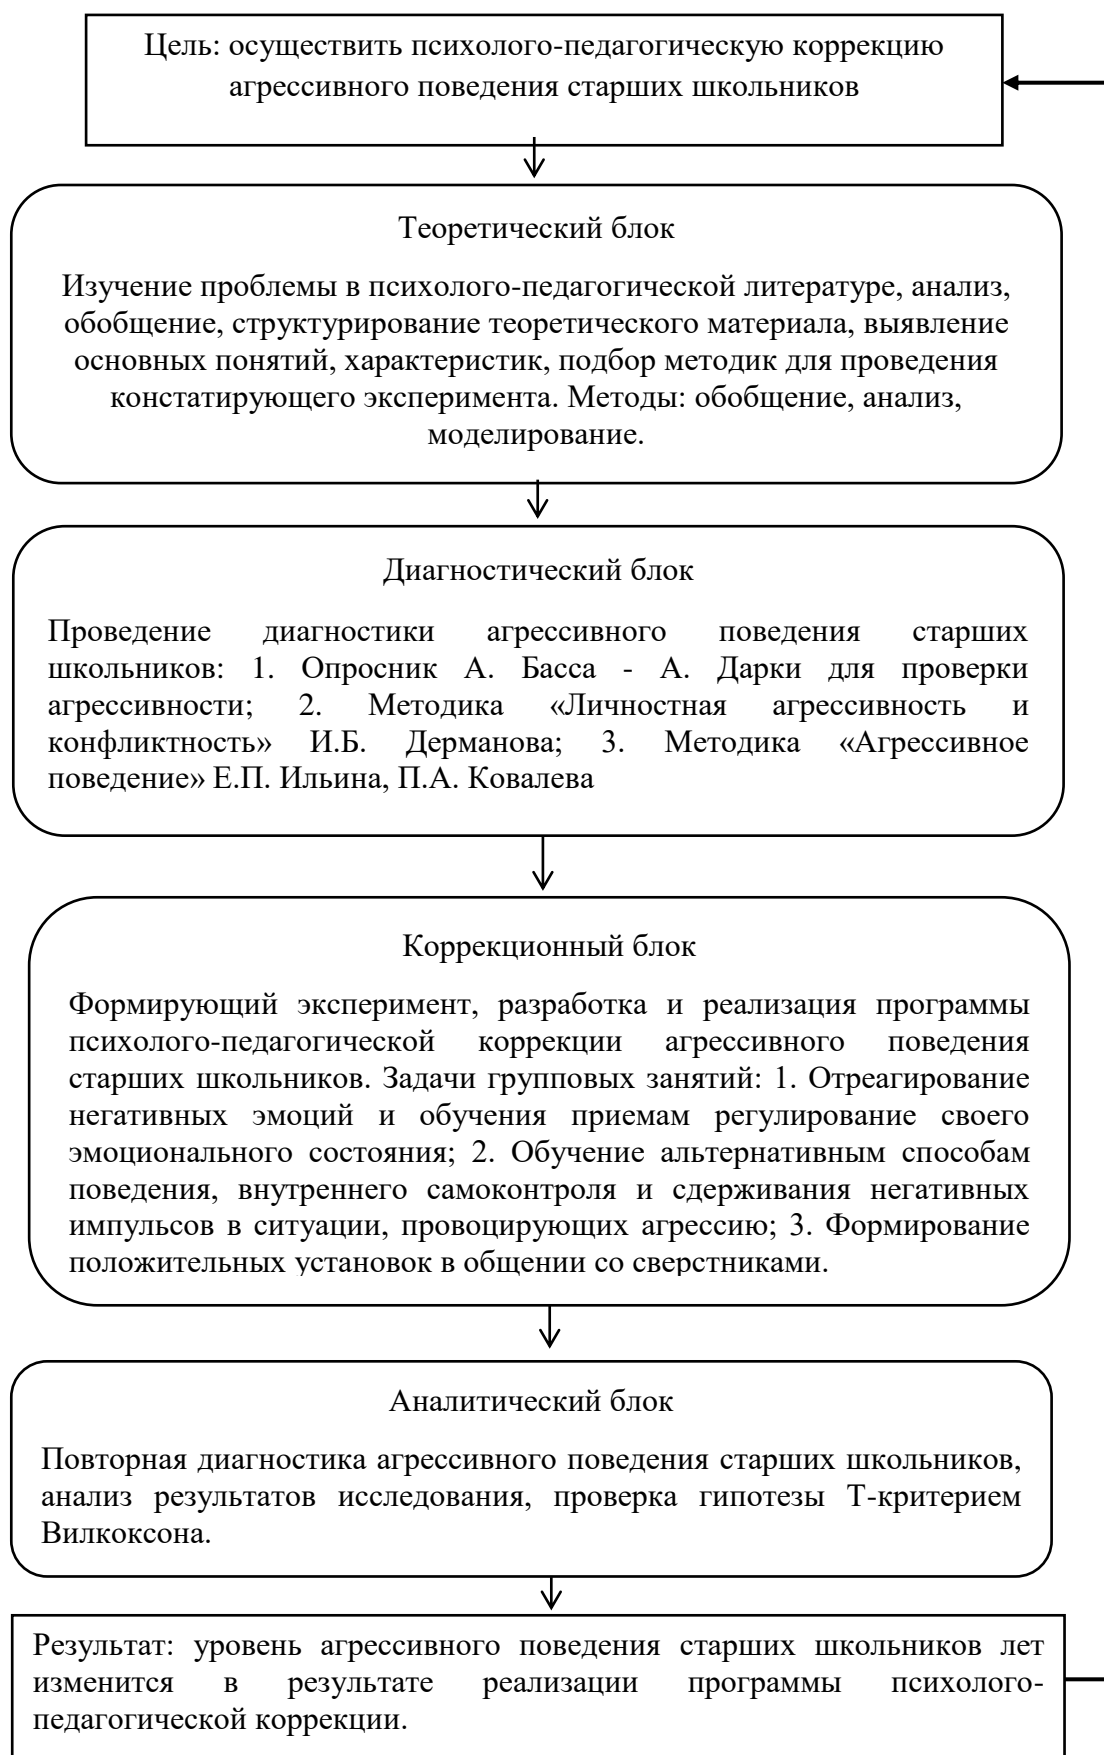 Цель: осуществить психолого-педагогическую коррекцию
агрессивного поведения старших школьников
Теоретический блок
Изучение проблемы в психолого-педагогической литературе, анализ,
обобщение, структурирование теоретического материала, выявление
основных понятий, характеристик, подбор методик для проведения
констатирующего эксперимента. Методы: обобщение, анализ,
моделирование.
Диагностический блок
Проведение диагностики агрессивного поведения старших
школьников: 1. Опросник А. Басса - А. Дарки для проверки
агрессивности; 2. Методика «Личностная агрессивность и
конфликтность» И.Б. Дерманова; 3. Методика «Агрессивное
поведение» Е.П. Ильина, П.А. Ковалева
Коррекционный блок
Формирующий эксперимент, разработка и реализация программы
психолого-педагогической коррекции агрессивного поведения
старших школьников. Задачи групповых занятий: 1. Отреагирование
негативных эмоций и обучения приемам регулирование своего
эмоционального состояния; 2. Обучение альтернативным способам
поведения, внутреннего самоконтроля и сдерживания негативных
импульсов в ситуации, провоцирующих агрессию; 3. Формирование
положительных установок в общении со сверстниками.
Аналитический блок
Повторная диагностика агрессивного поведения старших школьников,
анализ результатов исследования, проверка гипотезы Т-критерием
Вилкоксона.
Результат: уровень агрессивного поведения старших школьников лет
изменится в результате реализации программы психолого-
педагогической коррекции.